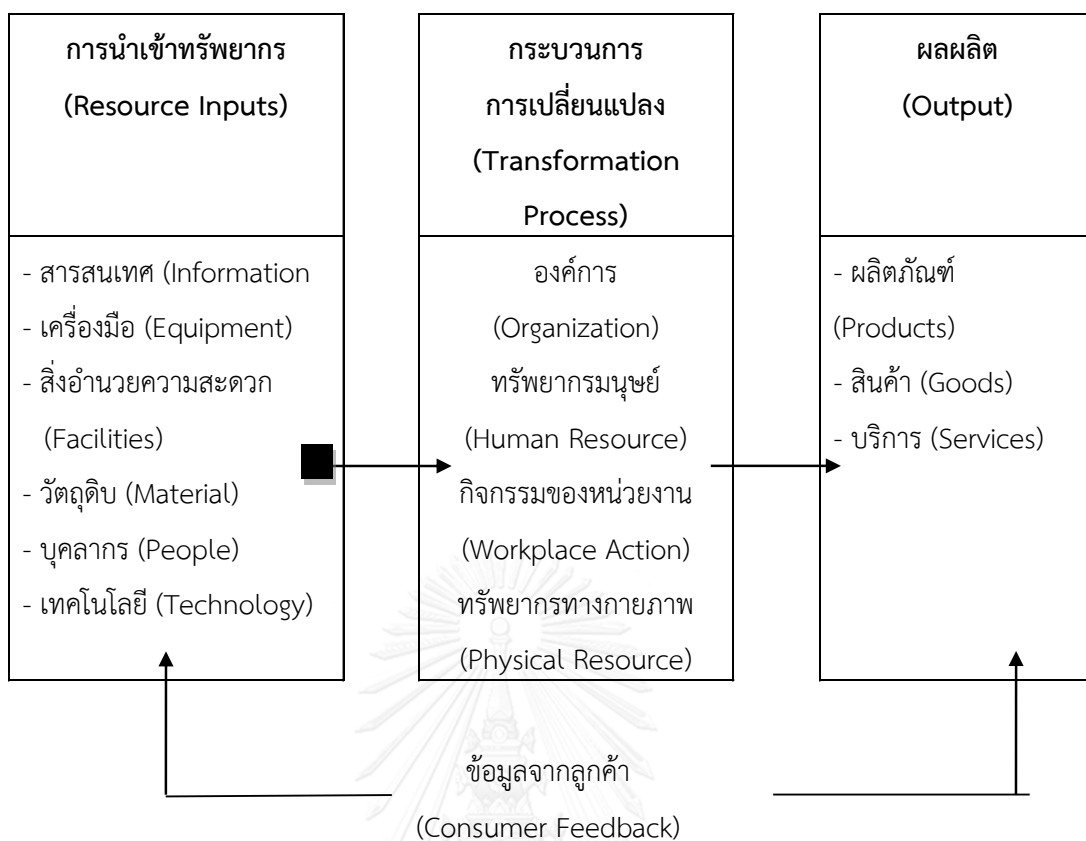 การนำเข้าทรัพยากร
(Resource Inputs)
- สารสนเทศ (Information
- เครื่องมือ (Equipment)
- สิ่งอำนวยความสะดวก
(Facilities)
- วัตถุดิบ (Material)
- บุคลากร (People)
- เทคโนโลยี (Technology)
กระบวนการ
การเปลี่ยนแปลง
(Transformation
Process)
องค์การ
(Organization)
ทรัพยากรมนุษย์
(Human Resource)
กิจกรรมของหน่วยงาน
(Workplace Action)
ทรัพยากรทางกายภาพ
(Physical Resource)
ผลผลิต
(Output)
- ผลิตภัณฑ์
(Products)
- สินค้า (Goods)
- บริการ (Services)
ข้อมูลจากลูกค้า
(Consumer Feedback)